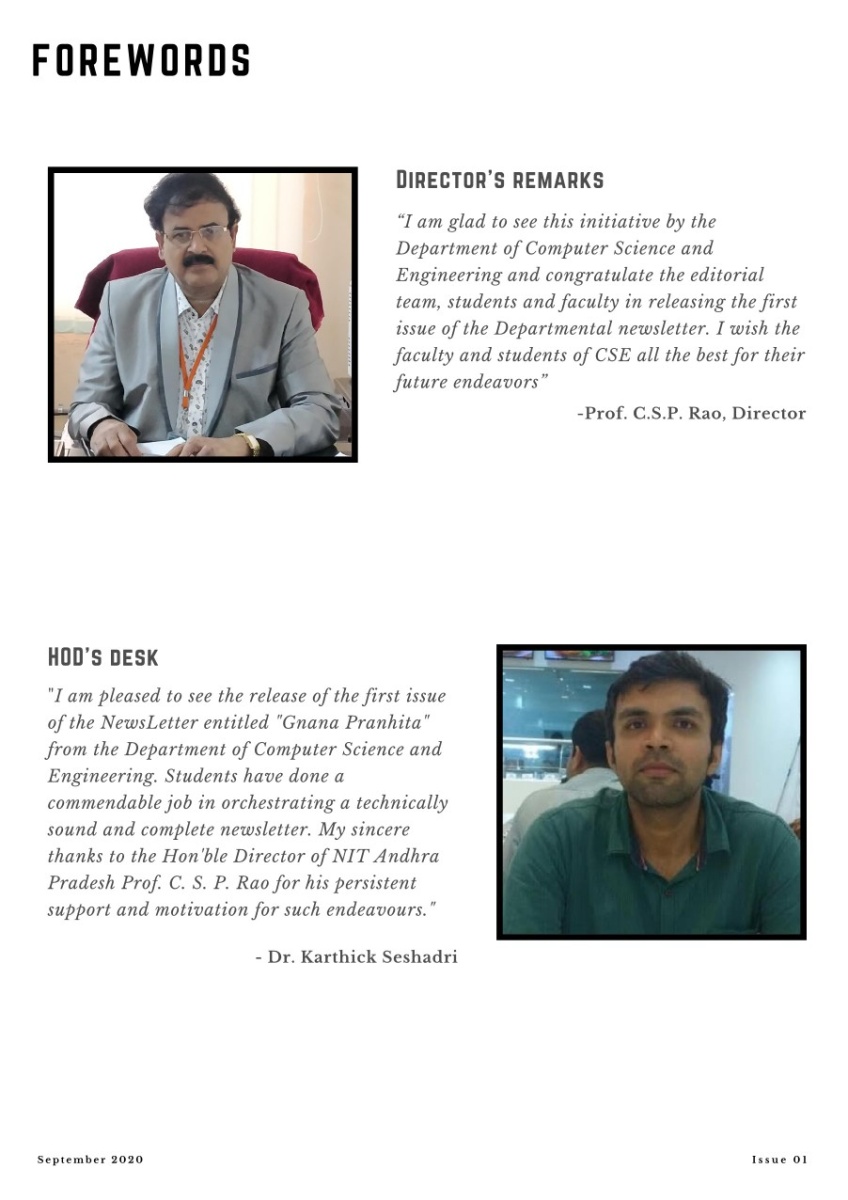 FOREWORDS
DIRECTOR'S REMARKS
“I am glad to see this initiative by the
Department of Computer Science and
Engineering and congratulate the editorial
team, students and faculty in releasing the first
issue of the Departmental newsletter. I wish the
faculty and students of CSE all the best for their
future endeavors”
-Prof. C.S.P. Rao, Director
HOD'S DESK
"I am pleased to see the release of the first issue
of the NewsLetter entitled "Gnana Pranhita"
from the Department of Computer Science and
Engineering. Students have done a
commendable job in orchestrating a technically
sound and complete newsletter. My sincere
thanks to the Hon'ble Director of NIT Andhra
Pradesh Prof. C. S. P. Rao for his persistent
support and motivation for such endeavours."
- Dr. Karthick Seshadri
September 2020
Issue 01